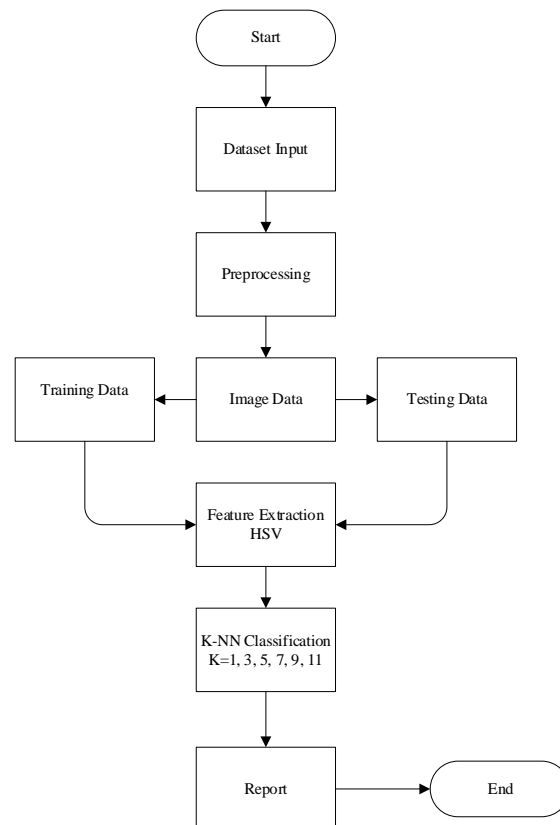 Start
Dataset Input
Preprocessing
Training Data
Image Data
Testing Data
Feature Extraction
HSV
K-NN Classification
K=1, 3, 5, 7, 9, 11
Report
End